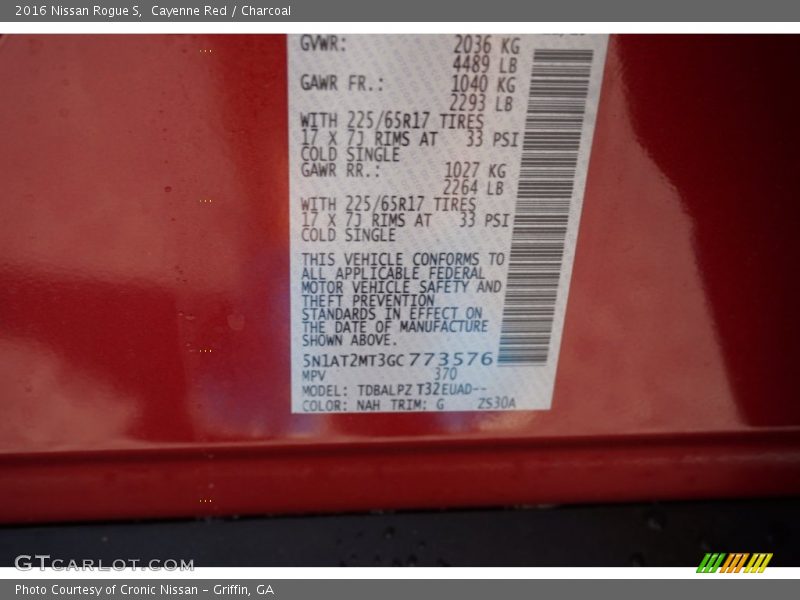 2016 Nissan Rogue S, Cayenne Red / Charcoal
GVWR: 2036 KG
4489 LB
GAWR FR.: 1040 KG
2293 LB
WITH 225/65R17 TIRES
17 X 7J RIMS AT 33 PSI
COLD SINGLE
GAWR RR.: 1027 KG
2264 LB
WITH 225/65R17 TIRES
17 X 7J RIMS AT 33 PSI
COLD SINGLE
THIS VEHICLE CONFORMS TO
ALL APPLICABLE FEDERAL
MOTOR VEHICLE SAFETY AND
THEFT PREVENTION
STANDARDS IN EFFECT ON
THE DATE OF MANUFACTURE
SHOWN ABOVE.
5N1AT2MT3GC773576
MPV 370
MODEL: TDBALPZ T32EUAD--
COLOR: NAH TRIM: G ZS30A
GTCARLOT.COM
Photo Courtesy of Cronic Nissan - Griffin, GA